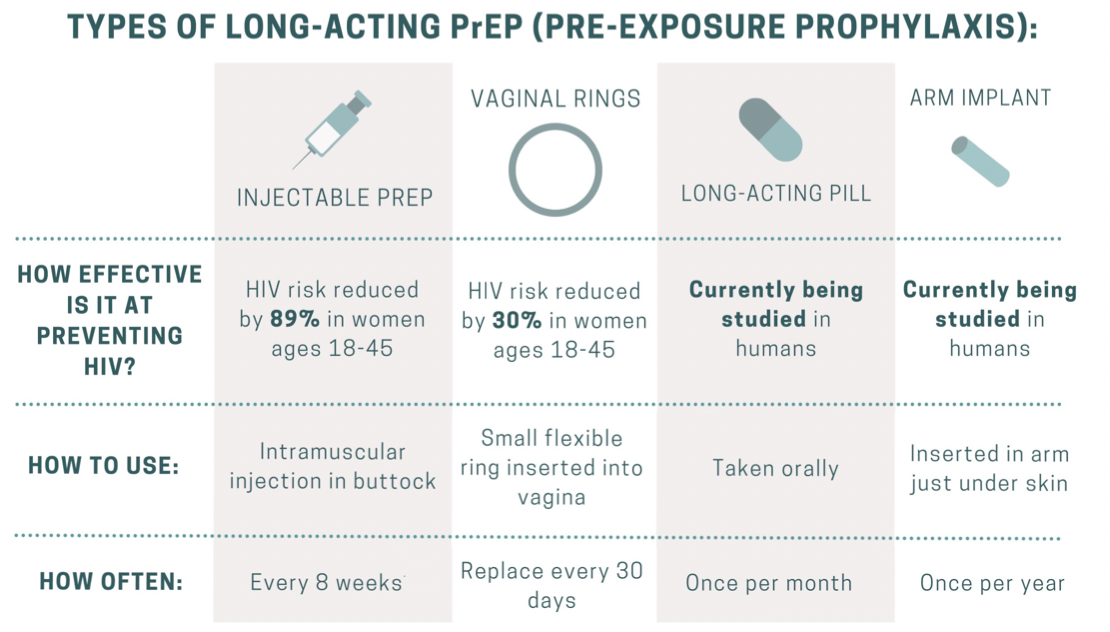 TYPES OF LONG-ACTING PrEP (PRE-EXPOSURE PROPHYLAXIS):
INJECTABLE PREP
VAGINAL RINGS
LONG-ACTING PILL
ARM IMPLANT
HOW EFFECTIVE
IS IT AT
PREVENTING
HIV?
HIV risk reduced
by 89% in women
ages 18-45
HIV risk reduced
by 30% in women
ages 18-45
Currently being
studied in
humans
Currently being
studied in
humans
HOW TO USE:
Intramuscular
injection in buttock
Small flexible
ring inserted into
vagina
Taken orally
Inserted in arm
just under skin
HOW OFTEN:
Every 8 weeks
Replace every 30
days
Once per month
Once per year